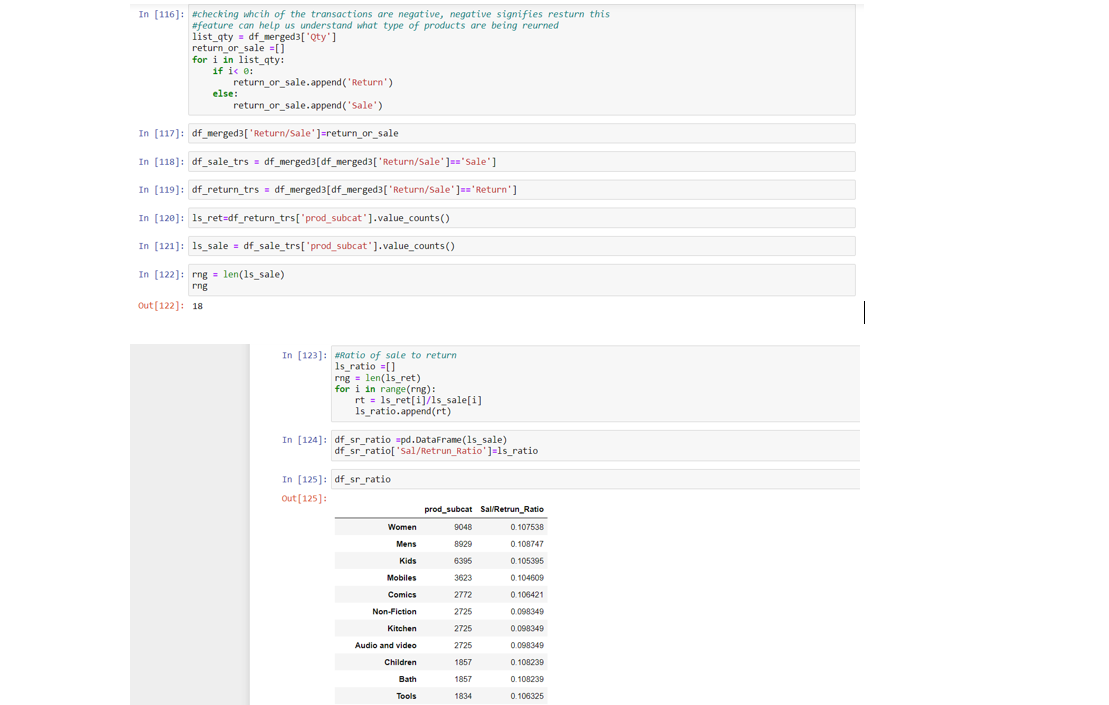 In [116]: #checking whcih of the transactions are negative, negative signifies resturn this
#feature can help us understand what type of products are being reurned
list_qty = df_merged3['Qty']
return_or_sale =[]
for i in list_qty:
    if i< 0:
        return_or_sale.append('Return')
    else:
        return_or_sale.append('Sale')
In [117]: df_merged3['Return/Sale']=return_or_sale
In [118]: df_sale_trs = df_merged3[df_merged3['Return/Sale']=='Sale']
In [119]: df_return_trs = df_merged3[df_merged3['Return/Sale']=='Return']
In [120]: ls_ret=df_return_trs['prod_subcat'].value_counts()
In [121]: ls_sale = df_sale_trs['prod_subcat'].value_counts()
In [122]: rng = len(ls_sale)
rng
Out[122]: 18
In [123]: #Ratio of sale to return
ls_ratio =[]
rng = len(ls_ret)
for i in range(rng):
    rt = ls_ret[i]/ls_sale[i]
    ls_ratio.append(rt)
In [124]: df_sr_ratio =pd.DataFrame(ls_sale)
df_sr_ratio['Sal/Retrun_Ratio']=ls_ratio
In [125]: df_sr_ratio
Out[125]:
prod_subcat Sal/Retrun_Ratio
Women 9048 0.107538
Mens 8929 0.108747
Kids 6395 0.105395
Mobiles 3623 0.104609
Comics 2772 0.106421
Non-Fiction 2725 0.098349
Kitchen 2725 0.098349
Audio and video 2725 0.098349
Children 1857 0.108239
Bath 1857 0.108239
Tools 1834 0.106325